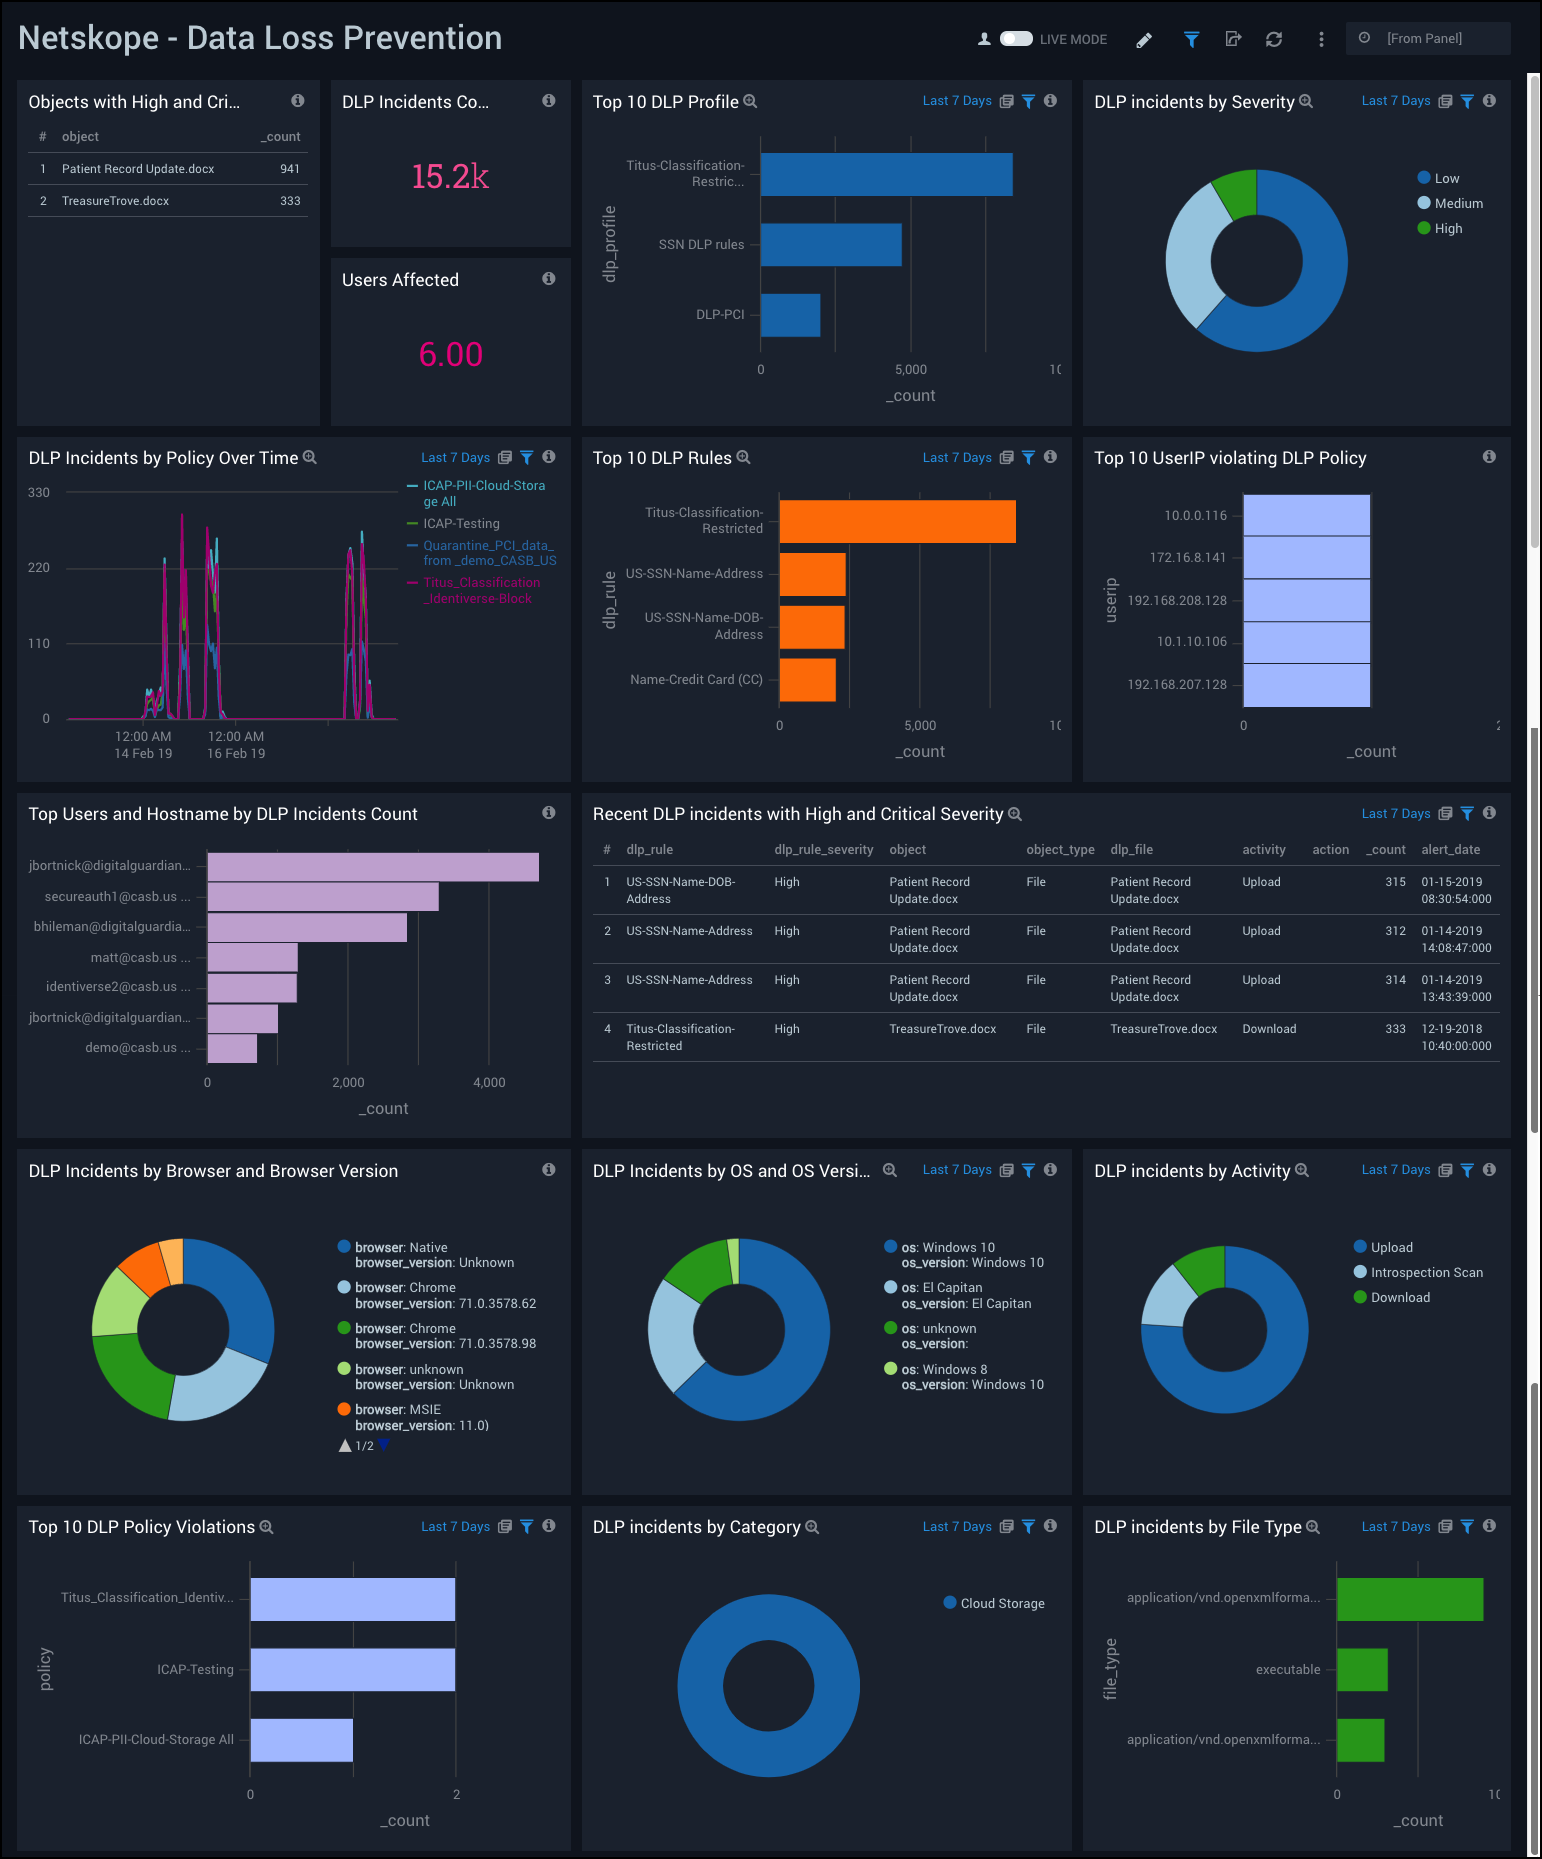 Netskope - Data Loss Prevention
LIVE MODE
[From Panel]
Objects with High and Cri...
# object _count
1 Patient Record Update.docx 941
2 TreasureTrove.docx 333
DLP Incidents Co...
15.2k
Users Affected
6.00
Top 10 DLP Profile
Last 7 Days
dlp_profile
Titus-Classification-
Restric...
SSN DLP rules
DLP-PCI
0 5,000
_count
DLP incidents by Severity
Last 7 Days
Low
Medium
High
DLP Incidents by Policy Over Time
Last 7 Days
330
220
110
0
12:00 AM
14 Feb 19
12:00 AM
16 Feb 19
ICAP-PII-Cloud-Stora
ge All
ICAP-Testing
Quarantine_PCI_data_
from _demo_CASB_US
Titus_Classification
_Identiverse-Block
Top 10 DLP Rules
Last 7 Days
dlp_rule
Titus-Classification-
Restricted
US-SSN-Name-Address
US-SSN-Name-DOB-
Address
Name-Credit Card (CC)
0 5,000
_count
Top 10 UserIP violating DLP Policy
userip
10.0.0.116
172.16.8.141
192.168.208.128
10.1.10.106
192.168.207.128
0
_count
Top Users and Hostname by DLP Incidents Count
jbortnick@digitalguardian...
secureauth1@casb.us ...
bhileman@digitalguardia...
matt@casb.us ...
identiverse2@casb.us ...
jbortnick@digitalguardian...
demo@casb.us ...
0 2,000 4,000
_count
Recent DLP incidents with High and Critical Severity
Last 7 Days
# dlp_rule dlp_rule_severity object object_type dlp_file activity action _count alert_date
1 US-SSN-Name-DOB- High Patient Record File Patient Record Upload 315 01-15-2019
Address Update.docx Update.docx 08:30:54:000
2 US-SSN-Name-Address High Patient Record File Patient Record Upload 312 01-14-2019
Update.docx Update.docx 14:08:47:000
3 US-SSN-Name-Address High Patient Record File Patient Record Upload 314 01-14-2019
Update.docx Update.docx 13:43:39:000
4 Titus-Classification- High TreasureTrove.docx File TreasureTrove.docx Download 333 12-19-2018
Restricted 10:40:00:000
DLP Incidents by Browser and Browser Version
browser: Native
browser_version: Unknown
browser: Chrome
browser_version: 71.0.3578.62
browser: Chrome
browser_version: 71.0.3578.98
browser: unknown
browser_version: Unknown
browser: MSIE
browser_version: 11.0)
1/2
DLP Incidents by OS and OS Versi...
Last 7 Days
os: Windows 10
os_version: Windows 10
os: El Capitan
os_version: El Capitan
os: unknown
os_version:
os: Windows 8
os_version: Windows 10
DLP incidents by Activity
Last 7 Days
Upload
Introspection Scan
Download
Top 10 DLP Policy Violations
Last 7 Days
policy
Titus_Classification_Identiv...
ICAP-Testing
ICAP-PII-Cloud-Storage All
0 2
_count
DLP incidents by Category
Last 7 Days
Cloud Storage
DLP incidents by File Type
Last 7 Days
file_type
application/vnd.openxmlforma...
executable
application/vnd.openxmlforma...
0
_count